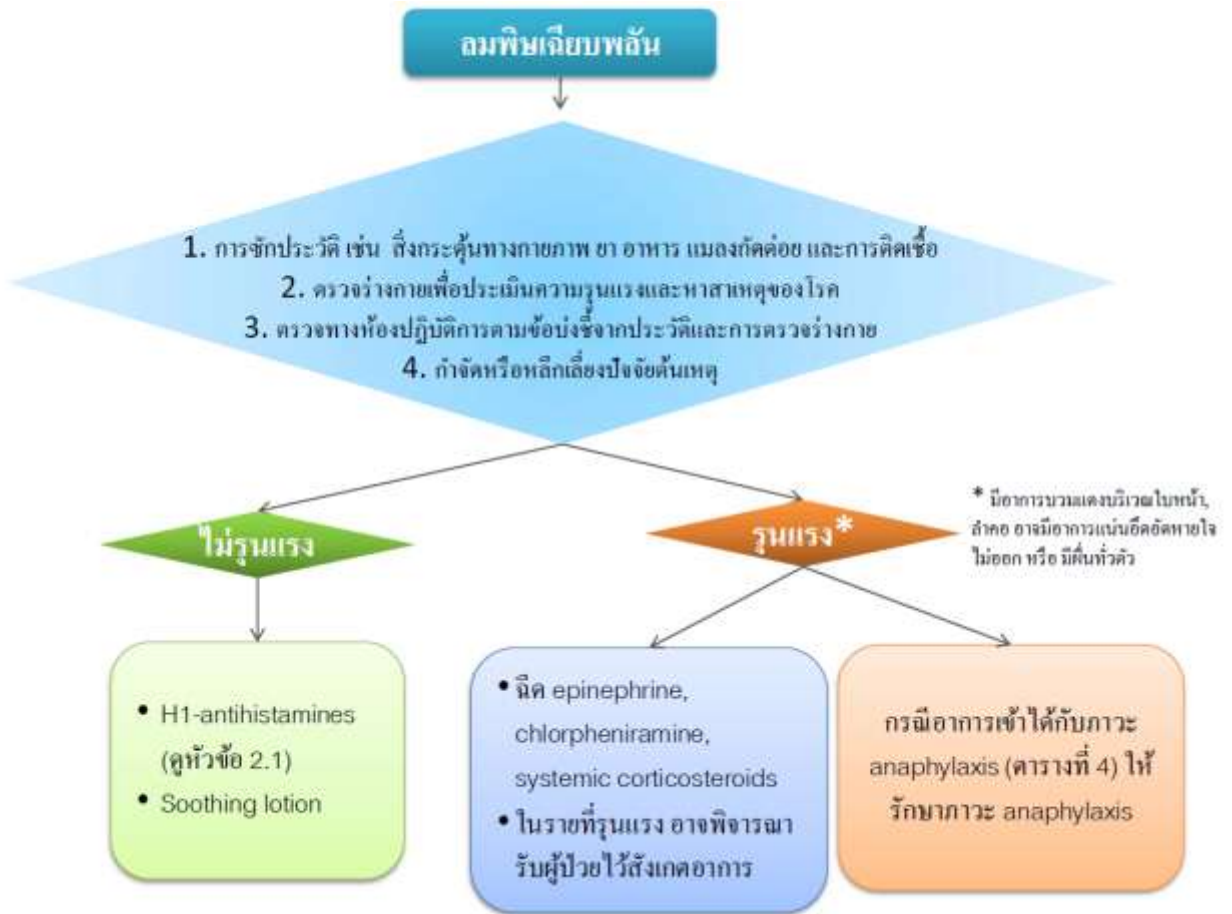 ลมพิษเฉียบพลัน
1. การซักประวัติ เช่น สิ่งกระตุ้นทางกายภาพ ยา อาหาร แมลงกัดต่อย และการติดเชื้อ
2. ตรวจร่างกายเพื่อประเมินความรุนแรงและหาสาเหตุของโรค
3. ตรวจทางห้องปฏิบัติการตามข้อบ่งชี้จากประวัติและการตรวจร่างกาย
4. กำจัดหรือหลีกเลี่ยงปัจจัยต้นเหตุ
ไม่รุนแรง
รุนแรง*
* มีอาการบวมแดงบริเวณใบหน้า,
ลำคอ อาจมีอาการแน่นอึดอัดหายใจ
ไม่ออก หรือ มีผื่นทั่วตัว
• H1-antihistamines
(ดูหัวข้อ 2.1)
• Soothing lotion
• ฉีด epinephrine,
chlorpheniramine,
systemic corticosteroids
• ในรายที่รุนแรง อาจพิจารณา
รับผู้ป่วยไว้สังเกตอาการ
กรณีอาการเข้าได้กับภาวะ
anaphylaxis (ตารางที่ 4) ให้
รักษาภาวะ anaphylaxis